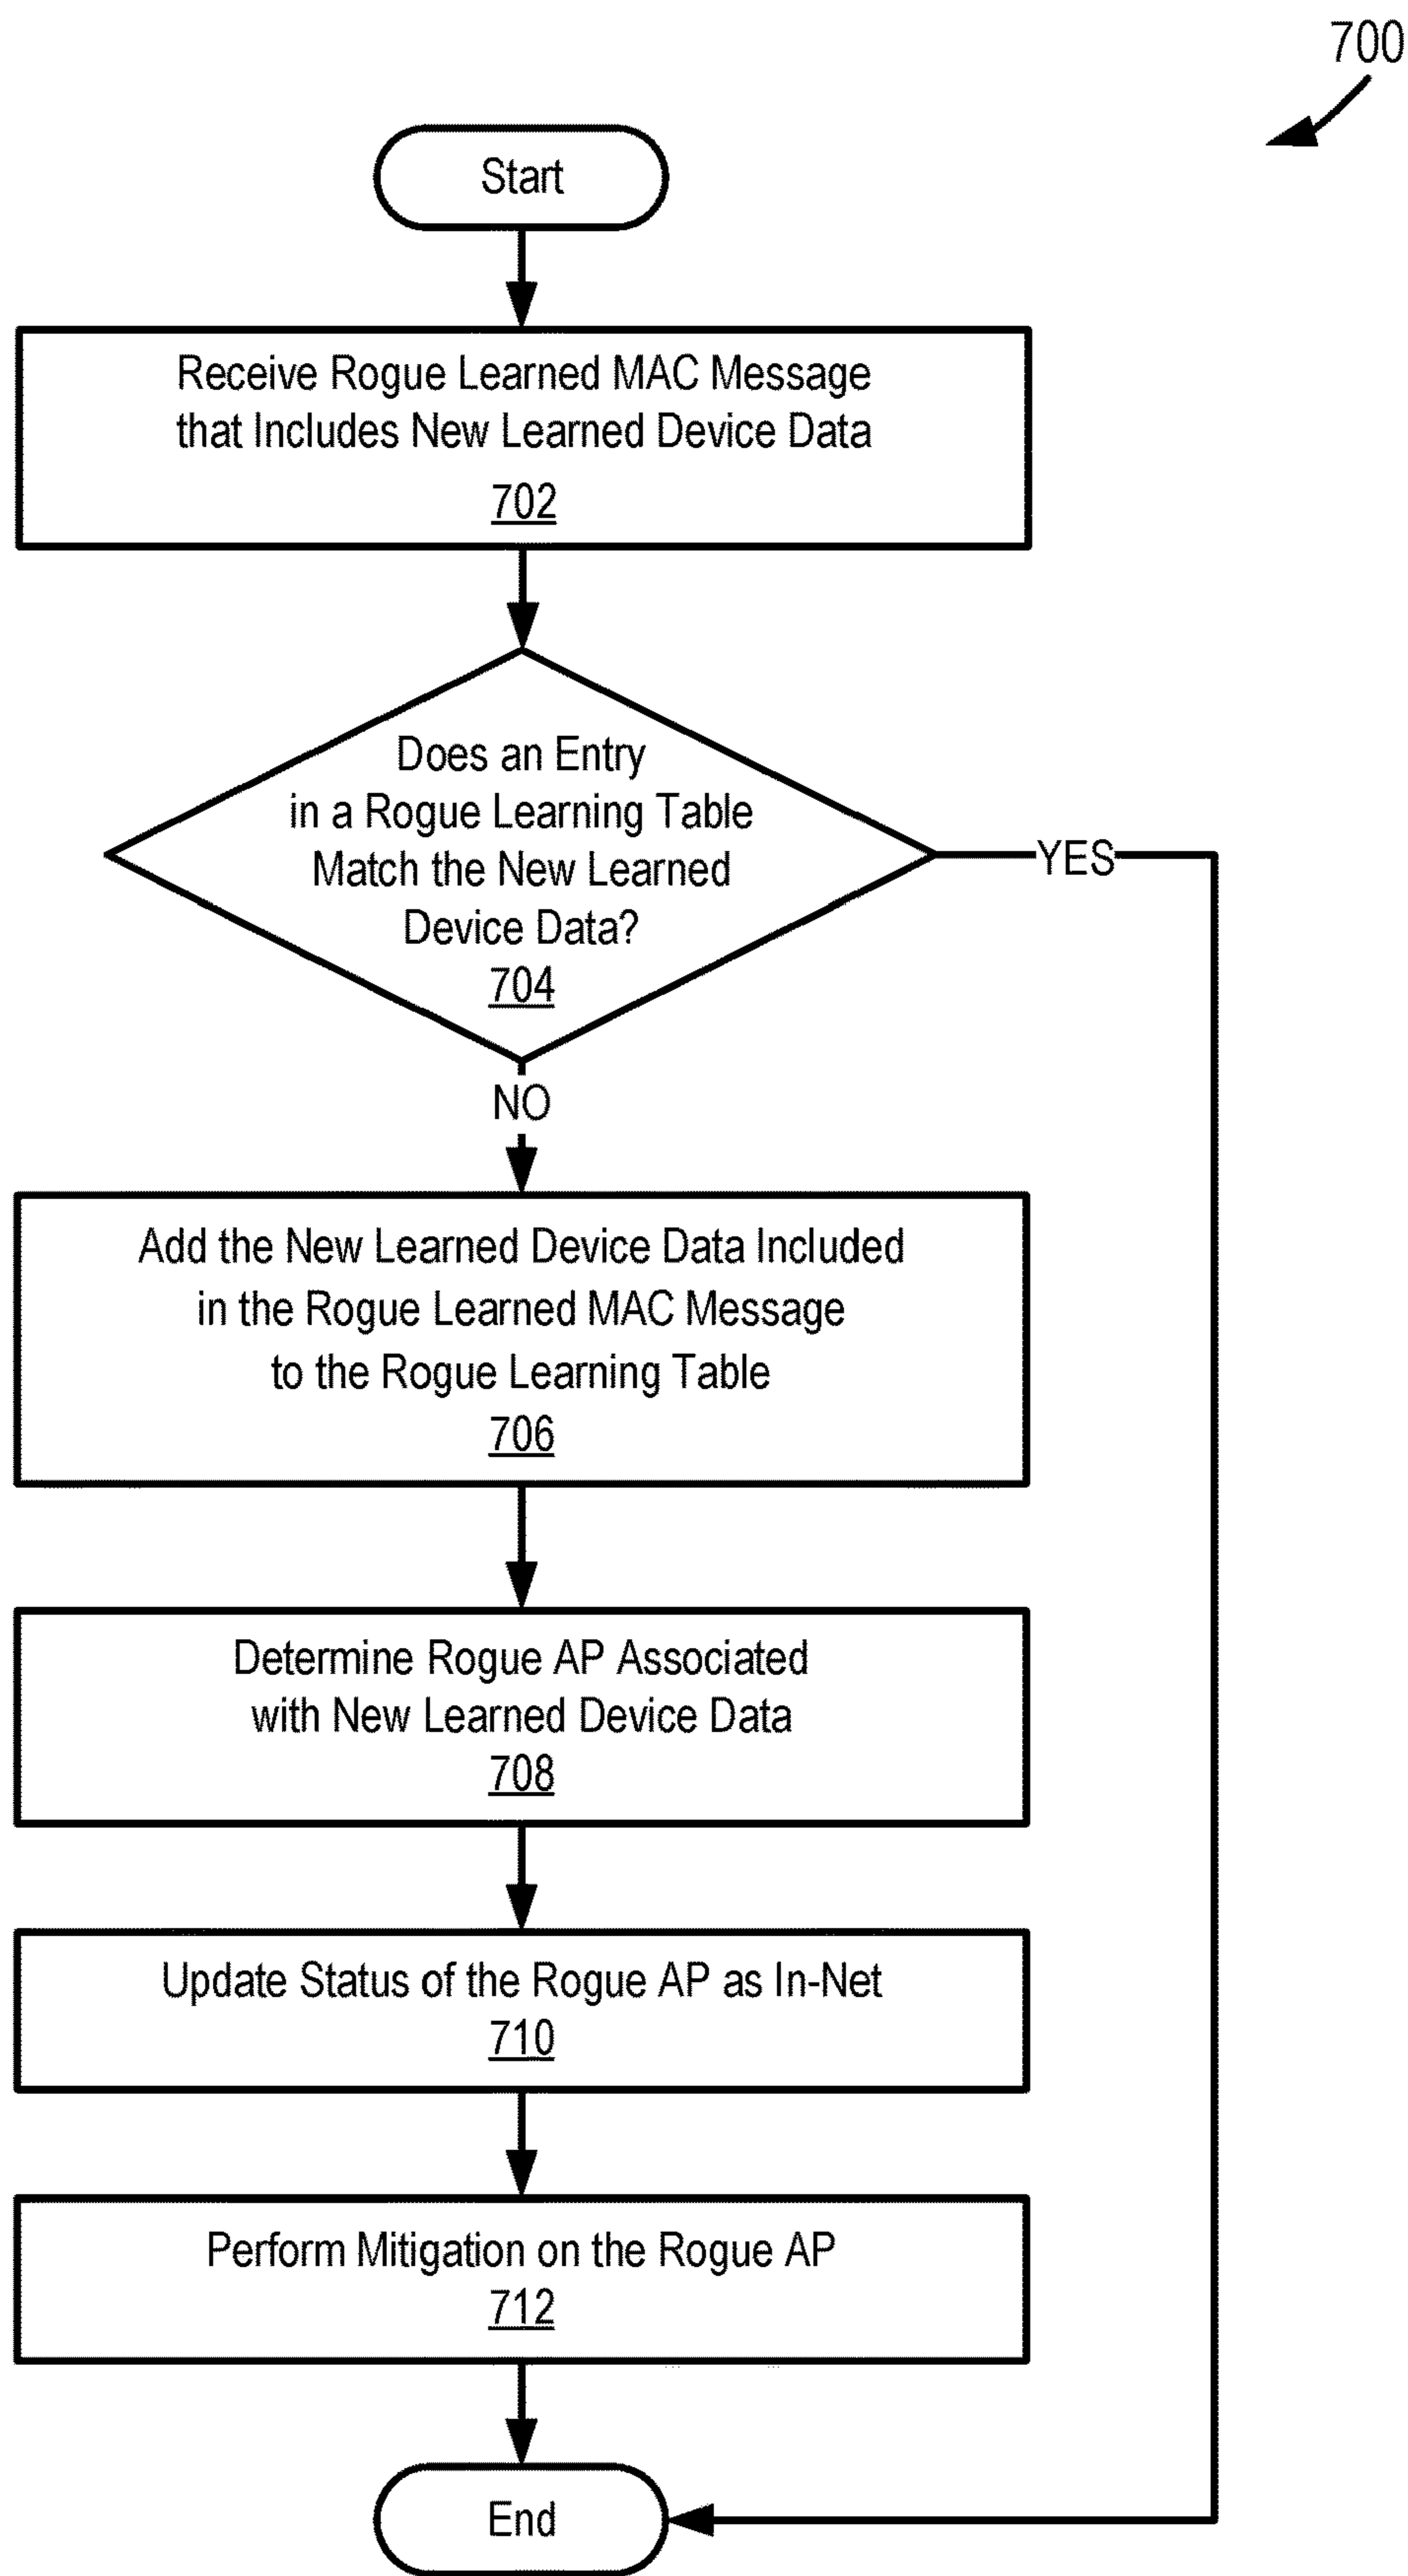 700
Start
Receive Rogue Learned MAC Message
that Includes New Learned Device Data
702
Does an Entry
in a Rogue Learning Table
Match the New Learned
Device Data?
704
YES
NO
Add the New Learned Device Data Included
in the Rogue Learned MAC Message
to the Rogue Learning Table
706
Determine Rogue AP Associated
with New Learned Device Data
708
Update Status of the Rogue AP as In-Net
710
Perform Mitigation on the Rogue AP
712
End